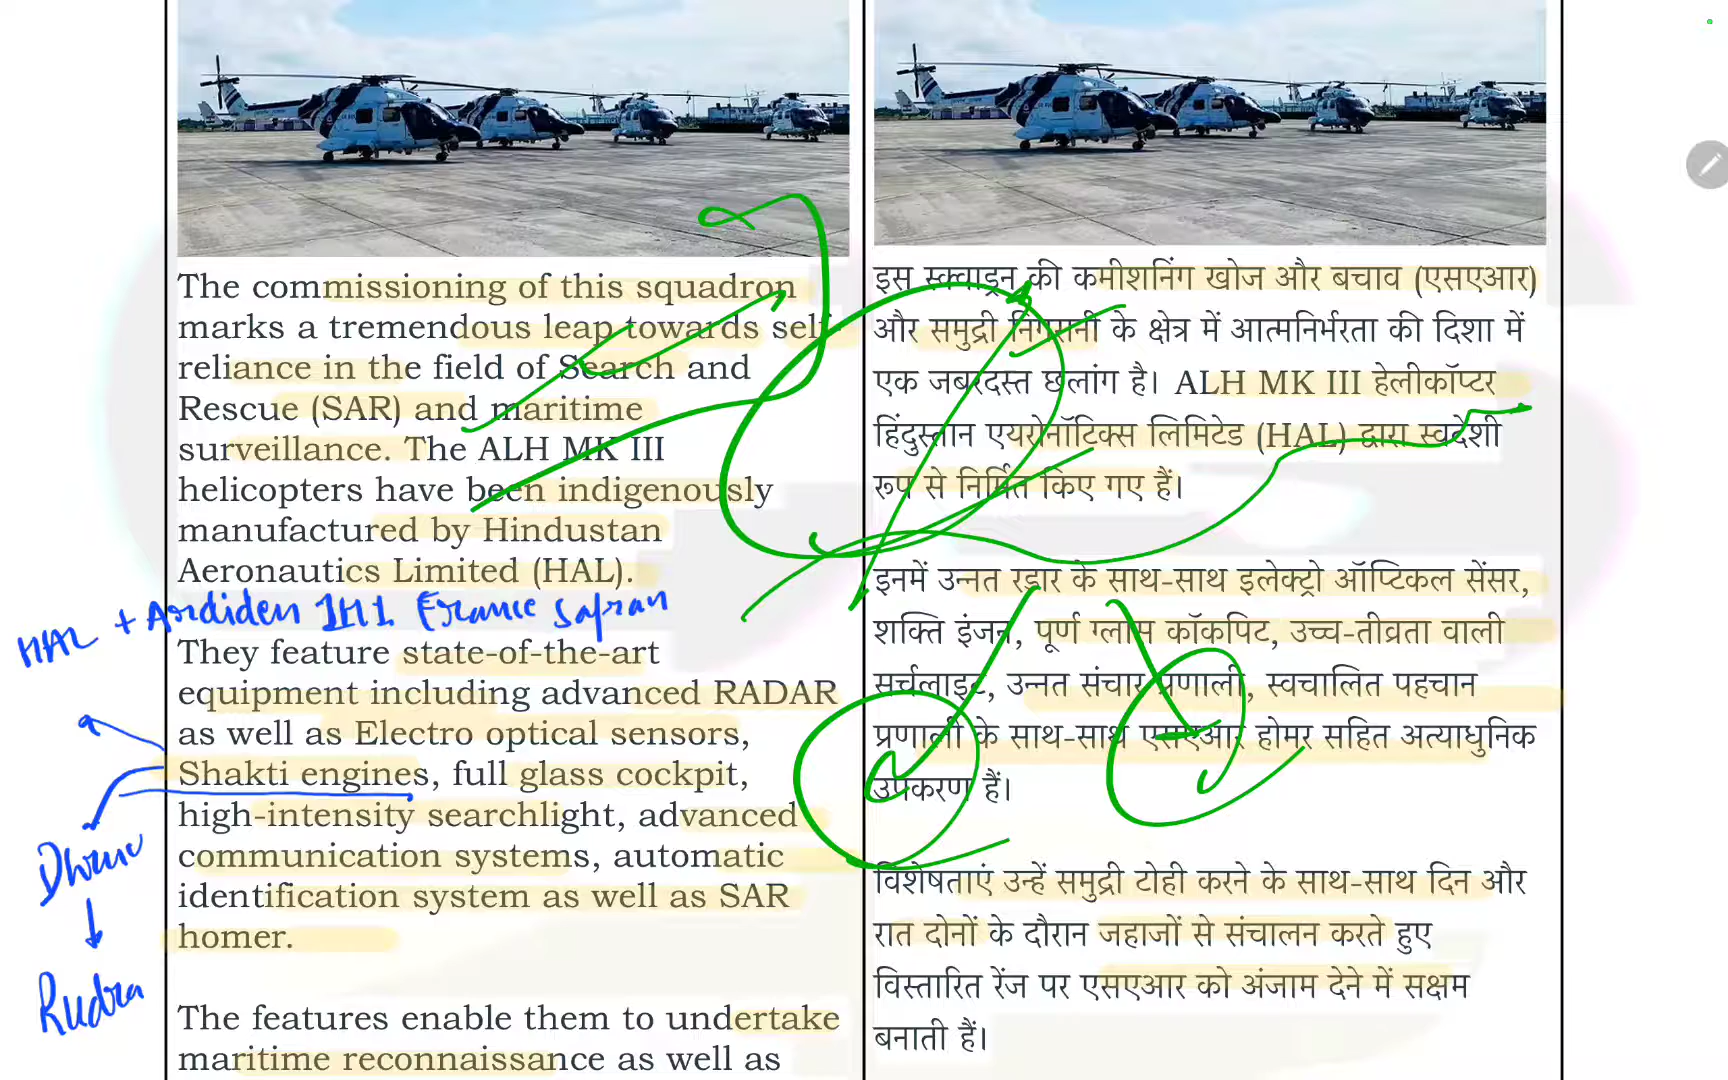 The commissioning of this squadron
marks a tremendous leap towards self-
reliance in the field of Search and
Rescue (SAR) and maritime
surveillance. The ALH MK III
helicopters have been indigenously
manufactured by Hindustan
Aeronautics Limited (HAL).
HAL + Ardiden 1H1. France Safran
They feature state-of-the-art
equipment including advanced RADAR
as well as Electro optical sensors,
Shakti engines, full glass cockpit,
high-intensity searchlight, advanced
communication systems, automatic
identification system as well as SAR
homer.
Dhruv
Rudra
The features enable them to undertake
maritime reconnaissance as well as
इस स्क्वाड्रन की कमीशनिंग खोज और बचाव (एसएआर)
और समुद्री निगरानी के क्षेत्र में आत्मनिर्भरता की दिशा में
एक जबरदस्त छलांग है। ALH MK III हेलीकॉप्टर
हिंदुस्तान एयरोनॉटिक्स लिमिटेड (HAL) द्वारा स्वदेशी
रूप से निर्मित किए गए हैं।
इनमें उन्नत रडार के साथ-साथ इलेक्ट्रो ऑप्टिकल सेंसर,
शक्ति इंजन, पूर्ण ग्लास कॉकपिट, उच्च-तीव्रता वाली
सर्चलाइट, उन्नत संचार प्रणाली, स्वचालित पहचान
प्रणाली के साथ-साथ एसएआर होमर सहित अत्याधुनिक
उपकरण हैं।
विशेषताएं उन्हें समुद्री टोही करने के साथ-साथ दिन और
रात दोनों के दौरान जहाजों से संचालन करते हुए
विस्तारित रेंज पर एसएआर को अंजाम देने में सक्षम
बनाती हैं।